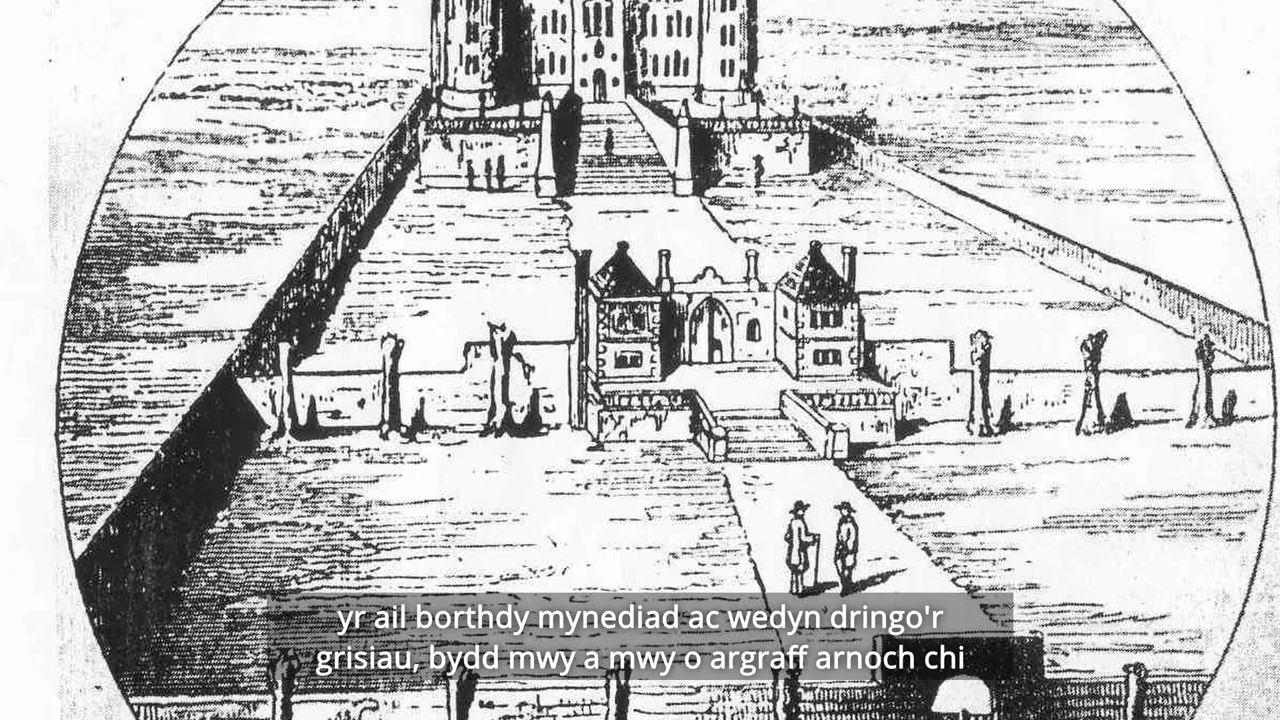 yr ail borthdy mynediad ac wedyn dringo'r
grisiau, bydd mwy a mwy o argraff arnoch chi